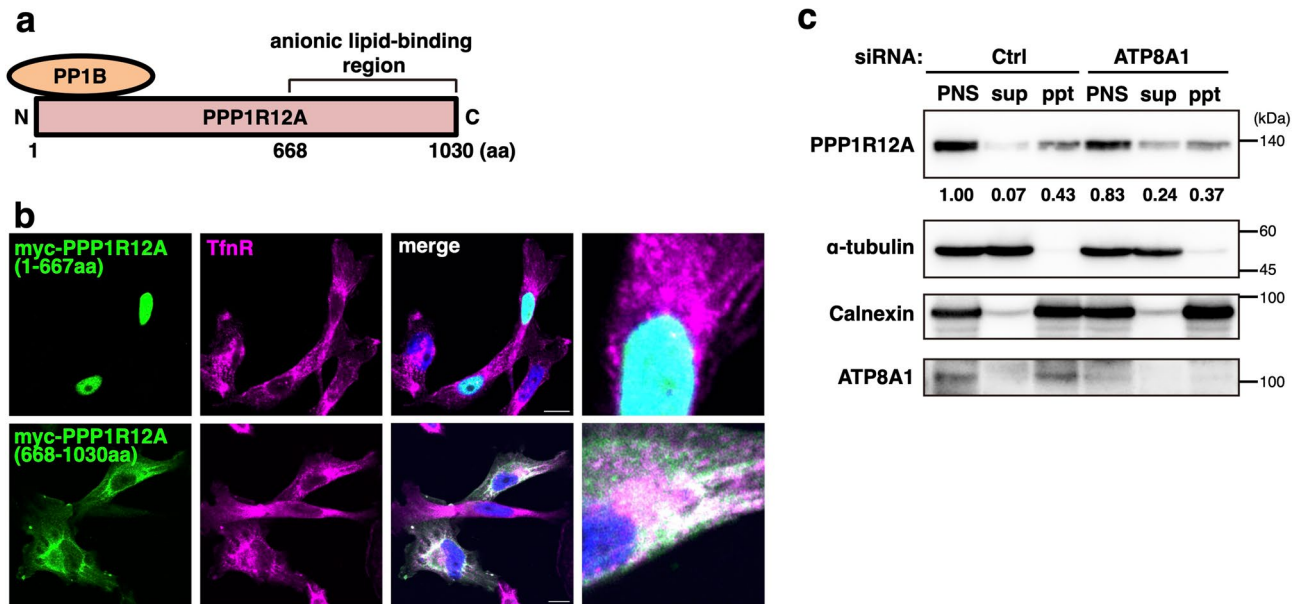 a
anionic lipid-binding
region
PP1B
N
PPP1R12A
C
1
668
1030 (aa)
b
myc-PPP1R12A
(1-667aa)
TfnR
merge
myc-PPP1R12A
(668-1030aa)
c
siRNA:
Ctrl
ATP8A1
PNS sup ppt PNS sup ppt
(kDa)
PPP1R12A
140
1.00 0.07 0.43 0.83 0.24 0.37
α-tubulin
60
45
Calnexin
100
ATP8A1
100